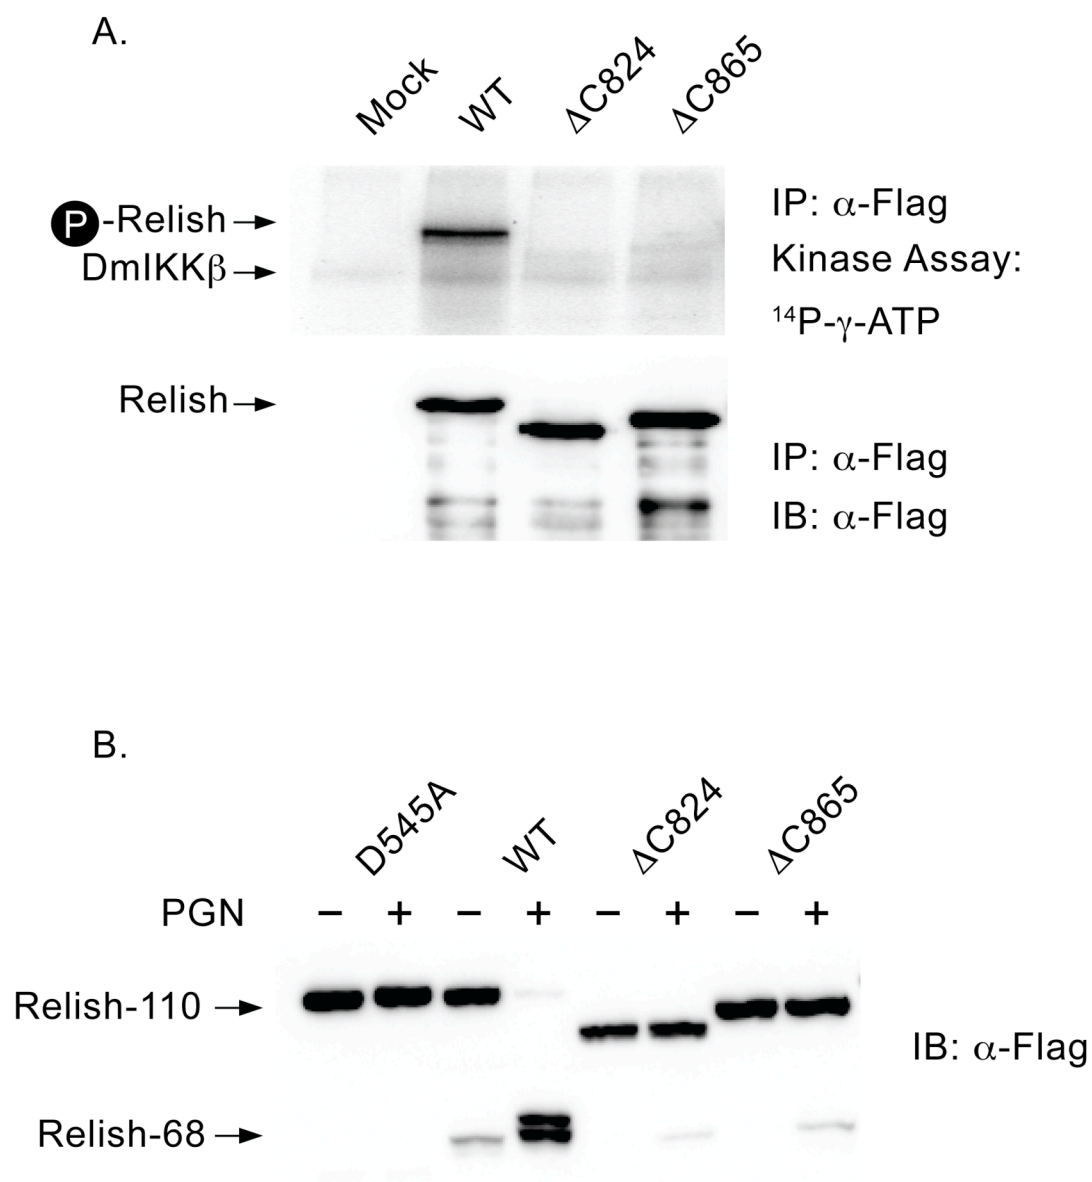 A.
Mock WT ΔC824 ΔC865
P-Relish
DmIKKβ
IP: α-Flag
Kinase Assay:
¹⁴P-γ-ATP
Relish
IP: α-Flag
IB: α-Flag
B.
D545A WT ΔC824 ΔC865
PGN − + − + − + − +
Relish-110
IB: α-Flag
Relish-68